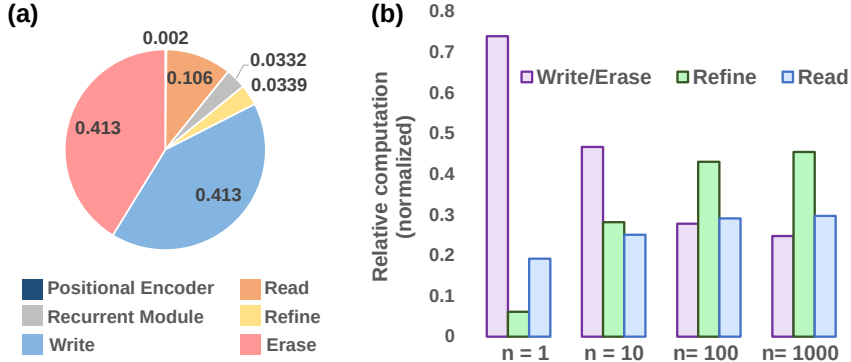 (a)
0.002
0.106
0.0332
0.0339
0.413
0.413
Positional Encoder
Read
Recurrent Module
Refine
Write
Erase
(b)
Relative computation
(normalized)
0.8
0.7
0.6
0.5
0.4
0.3
0.2
0.1
0
Write/Erase
Refine
Read
n = 1
n = 10
n= 100
n= 1000